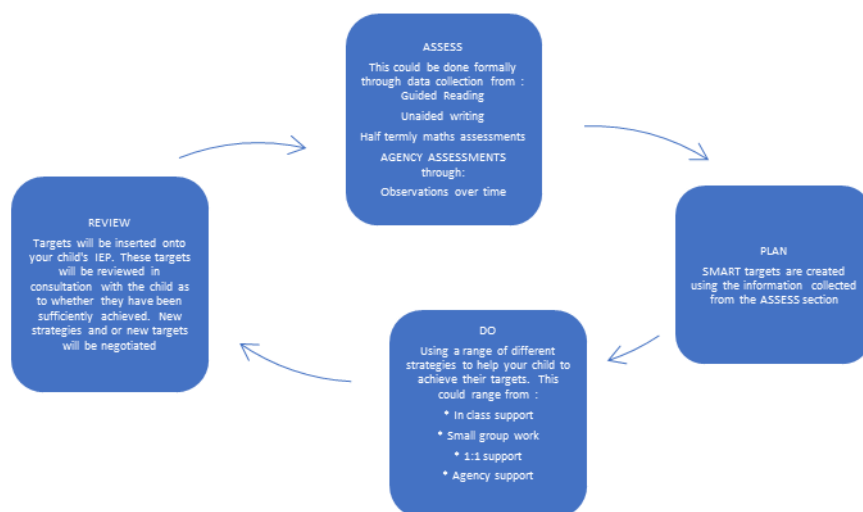 ASSESS
This could be done formally
through data collection from :
Guided Reading
Unaided writing
Half termly maths assessments
AGENCY ASSESSMENTS
through:
Observations over time
PLAN
SMART targets are created
using the information collected
from the ASSESS section
DO
Using a range of different
strategies to help your child to
achieve their targets. This
could range from :
* In class support
* Small group work
* 1:1 support
* Agency support
REVIEW
Targets will be inserted onto
your child's IEP. These targets
will be reviewed in
consultation with the child as
to whether they have been
sufficiently achieved. New
strategies and or new targets
will be negotiated